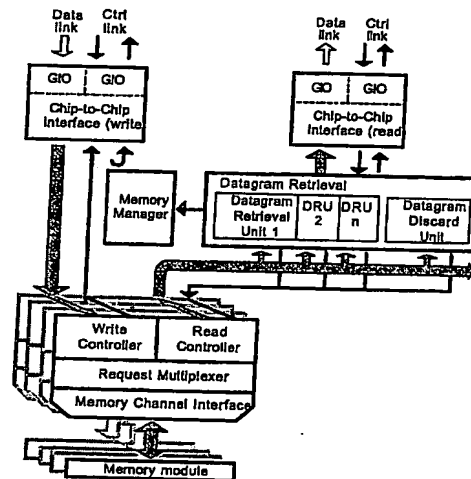 Data link
Ctrl link
Data link
Ctrl link
GIO
GIO
Chip-to-Chip
Interface (write
GIO
GIO
Chip-to-Chip
Interface (read
Memory
Manager
Datagram Retrieval
Datagram
Retrieval
Unit 1
DRU
2
DRU
n
Datagram
Discard
Unit
Write
Controller
Read
Controller
Request Multiplexer
Memory Channel Interface
Memory module